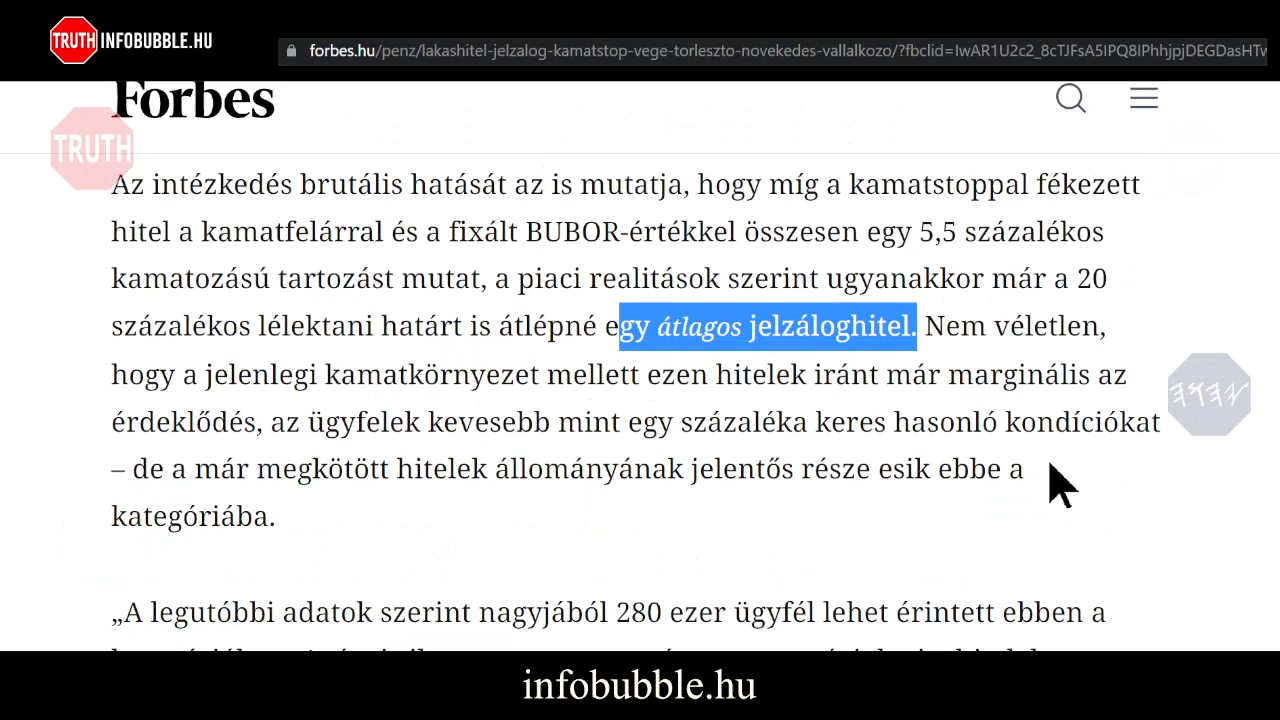 TRUTH INFOBUBBLE.HU
forbes.hu/penz/lakashitel-jelzalog-kamatstop-vege-torleszto-novekedes-vallalkozo/?fbclid=IwAR1U2c2_8cTJFsA5IPQ8IPhhjpjDEGDasHTw
Forbes
TRUTH
Az intézkedés brutális hatását az is mutatja, hogy míg a kamatstoppal fékezett
hitel a kamatfelárral és a fixált BUBOR-értékkel összesen egy 5,5 százalékos
kamatozású tartozást mutat, a piaci realitások szerint ugyanakkor már a 20
százalékos lélektani határt is átlépné egy átlagos jelzáloghitel. Nem véletlen,
hogy a jelenlegi kamatkörnyezet mellett ezen hitelek iránt már marginális az
érdeklődés, az ügyfelek kevesebb mint egy százaléka keres hasonló kondíciókat
– de a már megkötött hitelek állományának jelentős része esik ebbe a
kategóriába.
„A legutóbbi adatok szerint nagyjából 280 ezer ügyfél lehet érintett ebben a
infobubble.hu